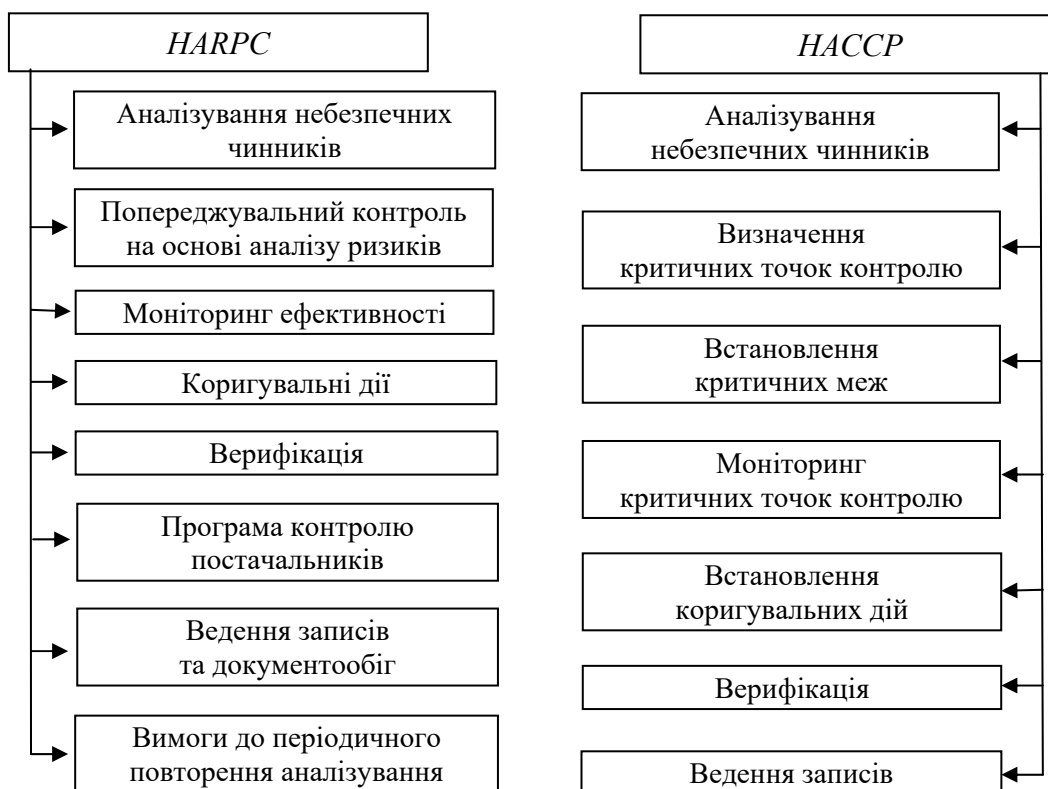 HARPC
Аналізування небезпечних
чинників
Попереджувальний контроль
на основі аналізу ризиків
Моніторинг ефективності
Коригувальні дії
Верифікація
Програма контролю
постачальників
Ведення записів
та документообіг
Вимоги до періодичного
повторення аналізування
HACCP
Аналізування
небезпечних чинників
Визначення
критичних точок контролю
Встановлення
критичних меж
Моніторинг
критичних точок контролю
Встановлення
коригувальних дій
Верифікація
Ведення записів